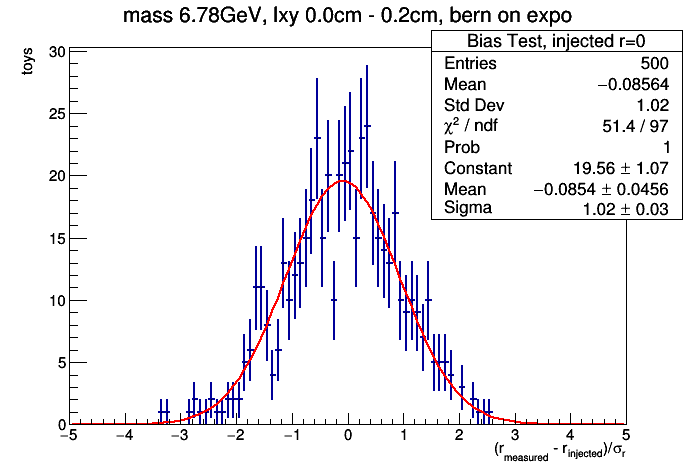 mass 6.78GeV, lxy 0.0cm - 0.2cm, bern on expo
Bias Test, injected r=0
Entries 500
Mean −0.08564
Std Dev 1.02
χ² / ndf 51.4 / 97
Prob 1
Constant 19.56 ± 1.07
Mean −0.0854 ± 0.0456
Sigma 1.02 ± 0.03
toys
30
25
20
15
10
5
0
−5 −4 −3 −2 −1 0 1 2 3 4 5
(r_measured - r_injected)/σ_r